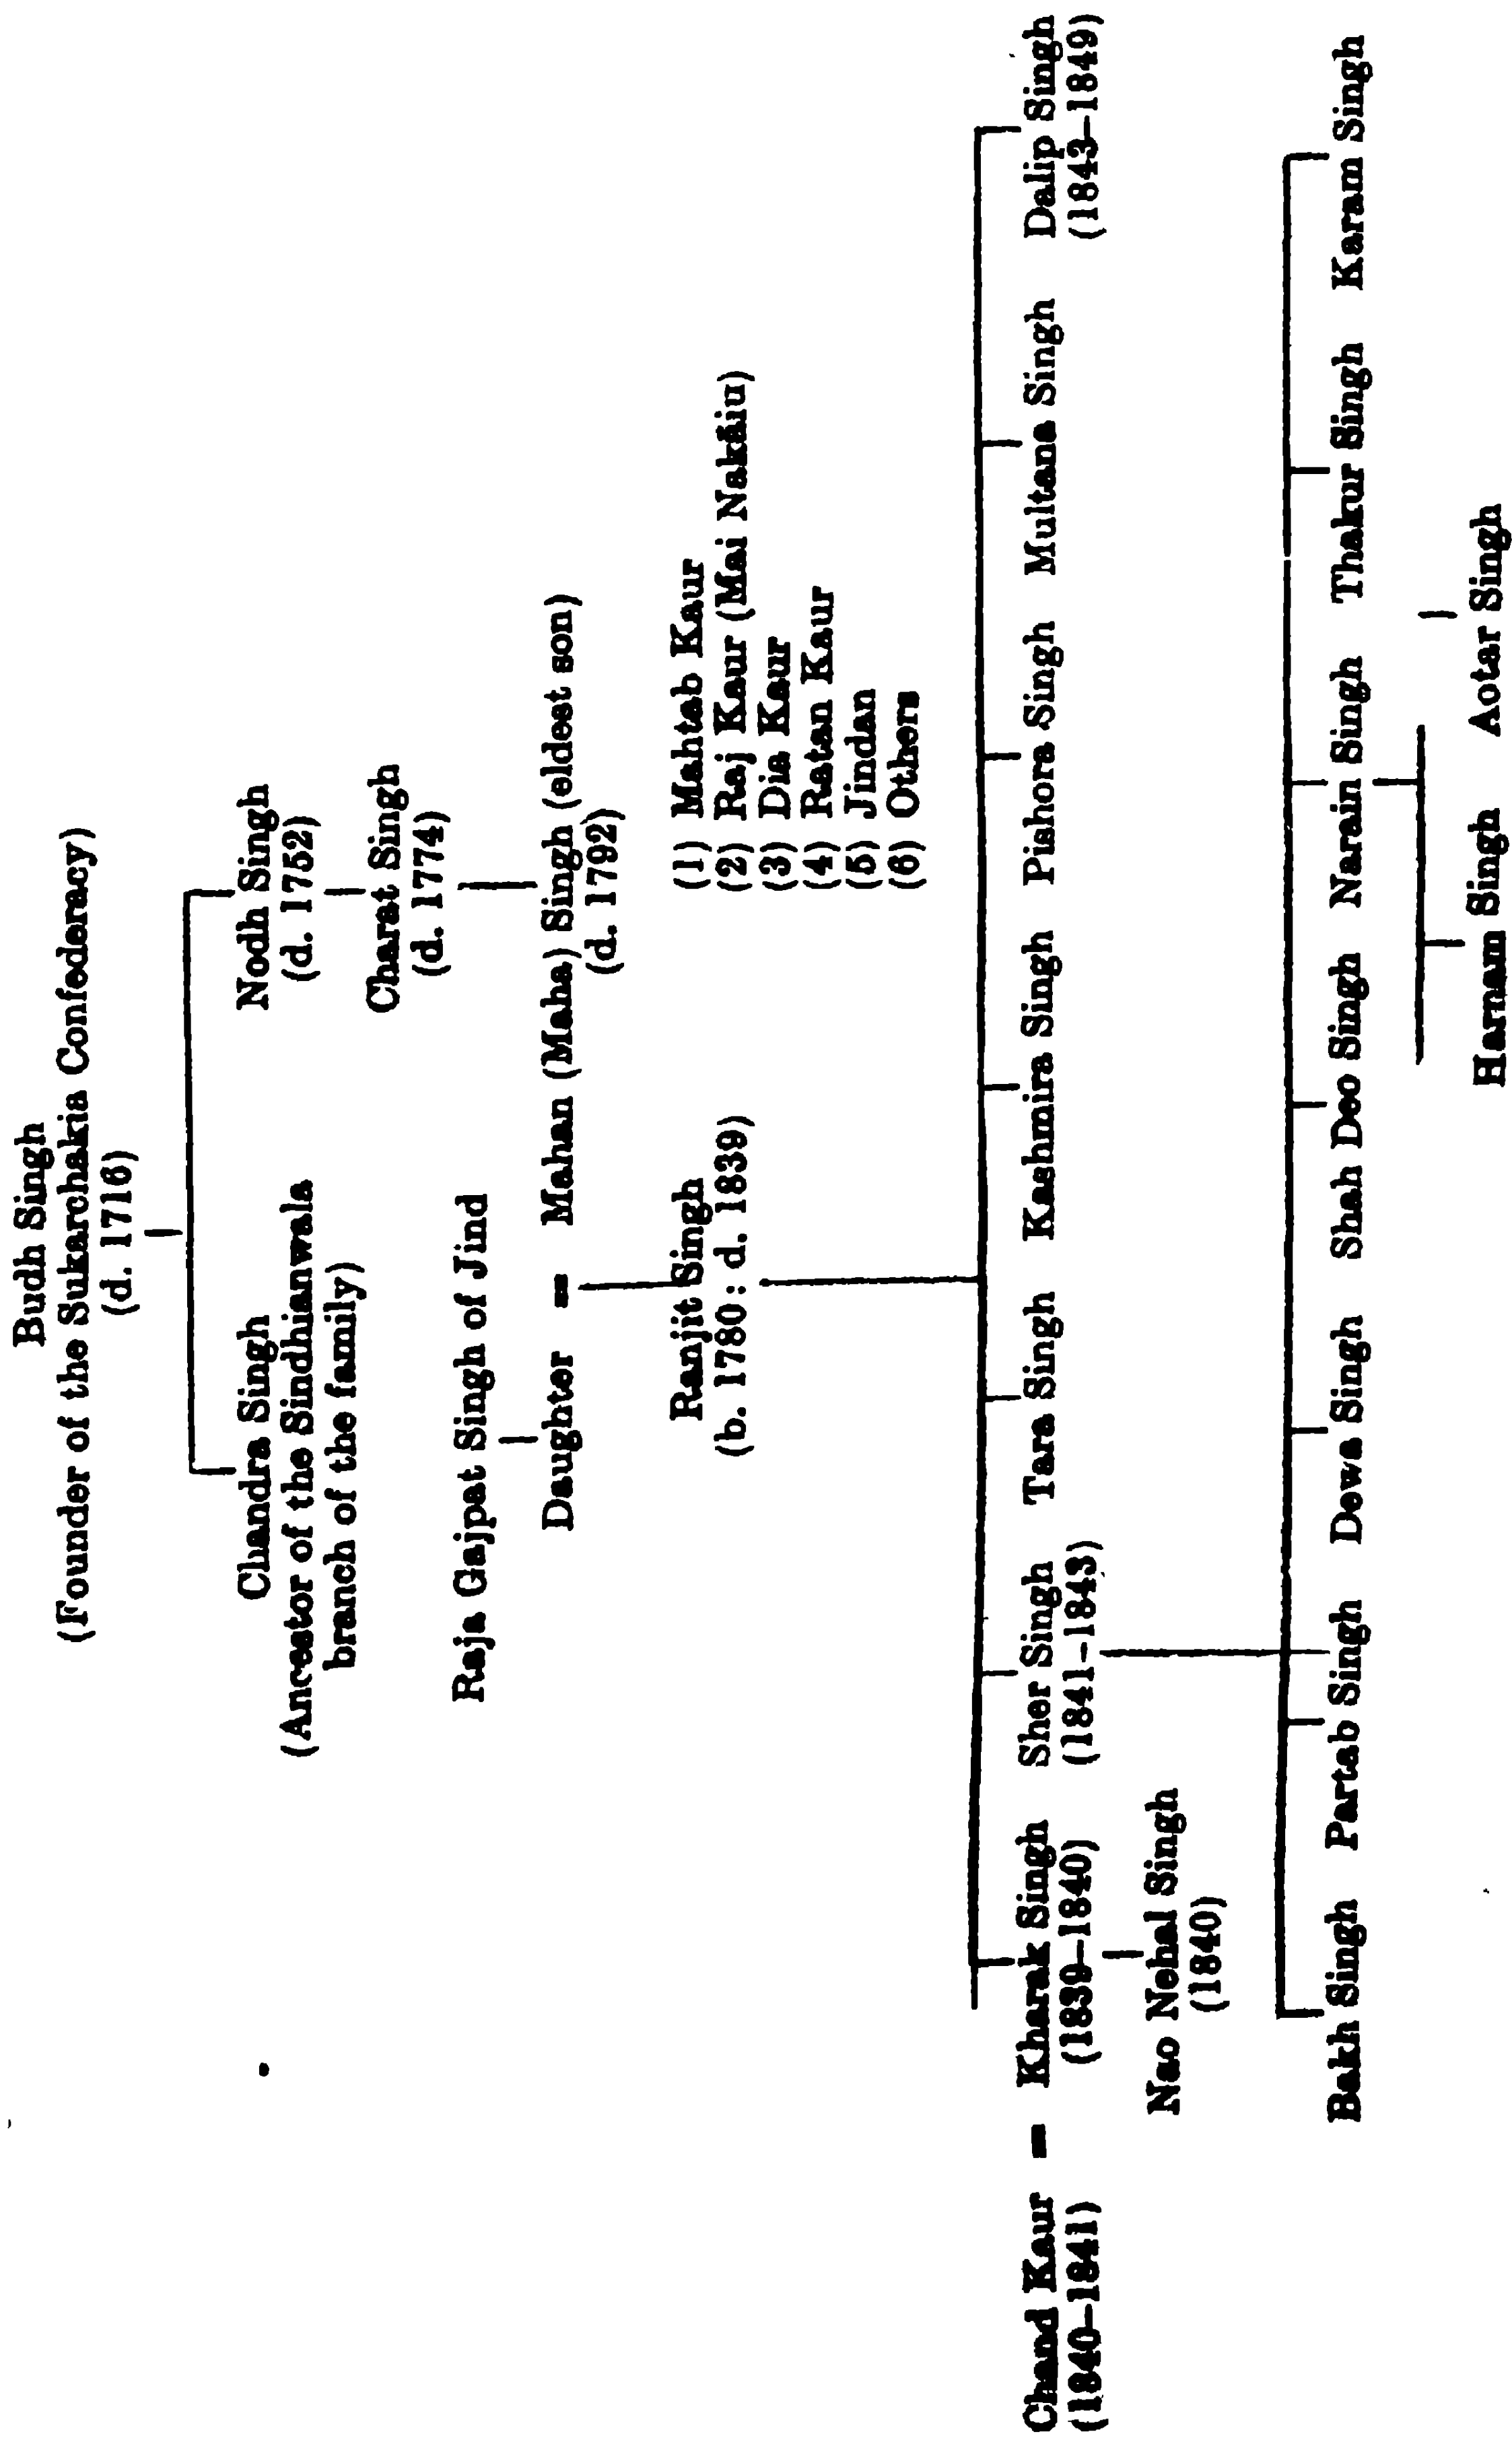 Budh Singh
(Founder of the Sukarchakia Confederacy)
(d. 1716)
Chandra Singh
(Ancestor of the Sindhianwala
branch of the family)
Nodh Singh
(d. 1752)
Charat Singh
(d. 1774)
Raja Gajpat Singh of Jind
Daughter = Mahan (Maha) Singh (eldest son)
(d. 1792)
Ranjit Singh
(b. 1780: d. 1839)
(1) Mahtab Kaur
(2) Raj Kaur (Mai Nakāiu)
(3) Dia Kaur
(4) Ratan Kaur
(5) Jindan
(6) Others
Chand Kaur = Kharak Singh Sher Singh Tara Singh Kashmira Singh Pishora Singh Multana Singh Dalip Singh
(1840-1841) (1839-1840) (1841-1843) (1843-1849)
Nao Nehal Singh
(1840)
Bakh Singh Partab Singh Dewa Singh Shah Deo Singh Narain Singh Thakur Singh Karam Singh
Harnam Singh Aotar Singh